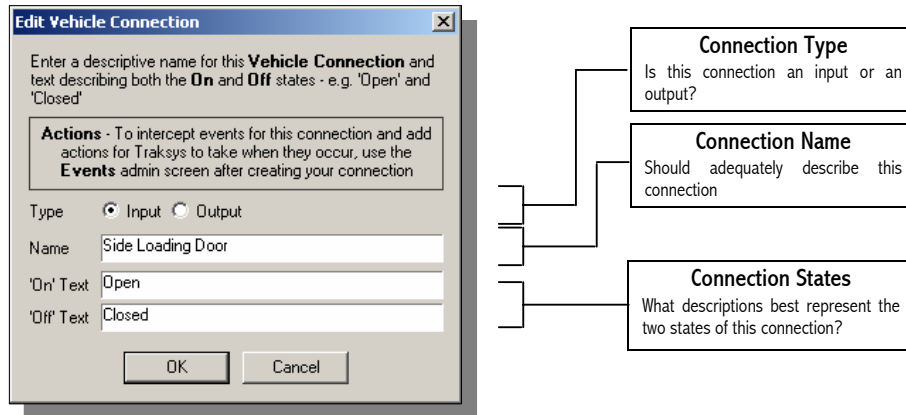 Edit Vehicle Connection
Enter a descriptive name for this Vehicle Connection and
text describing both the On and Off states - e.g. 'Open' and
'Closed'
Actions - To intercept events for this connection and add
actions for Traksys to take when they occur, use the
Events admin screen after creating your connection
Type Input Output
Name Side Loading Door
'On' Text Open
'Off' Text Closed
OK Cancel
Connection Type
Is this connection an input or an
output?
Connection Name
Should adequately describe this
connection
Connection States
What descriptions best represent the
two states of this connection?